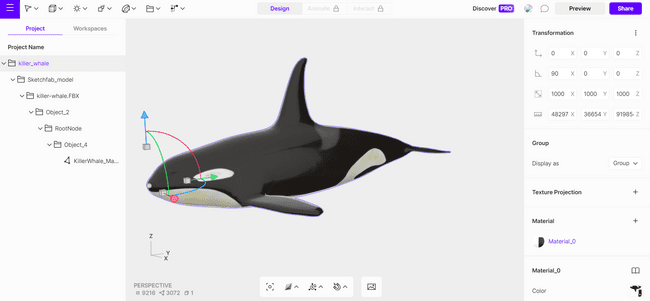 Design
Animate
Interact
Discover PRO
Preview
Share
Project
Workspaces
Project Name
killer_whale
Sketchfab_model
killer-whale.FBX
Object_2
RootNode
Object_4
KillerWhale_Ma...
Z
Y
X
PERSPECTIVE
9216 3072 1
Transformation
0 X 0 Y 0 Z
90 X 0 Y 0 Z
1000 X 1000 Y 1000 Z
48297 X 36654 Y 91985 Z
Group
Display as Group
Texture Projection
Material
Material_0
Material_0
Color